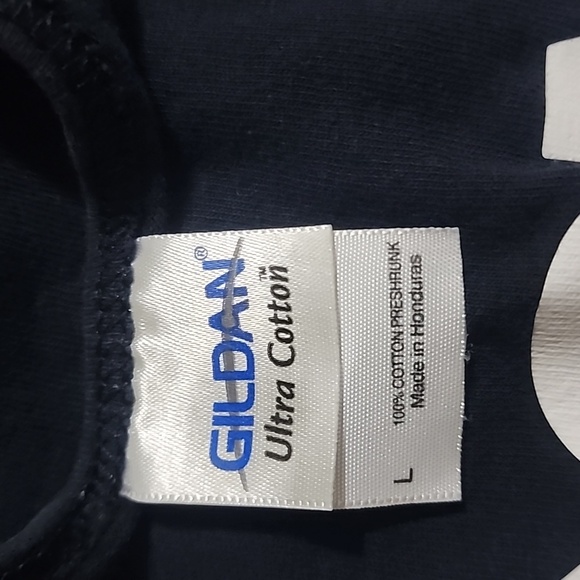 GILDAN®
Ultra Cotton™
100% COTTON-PRESHRUNK
Made in Honduras
L